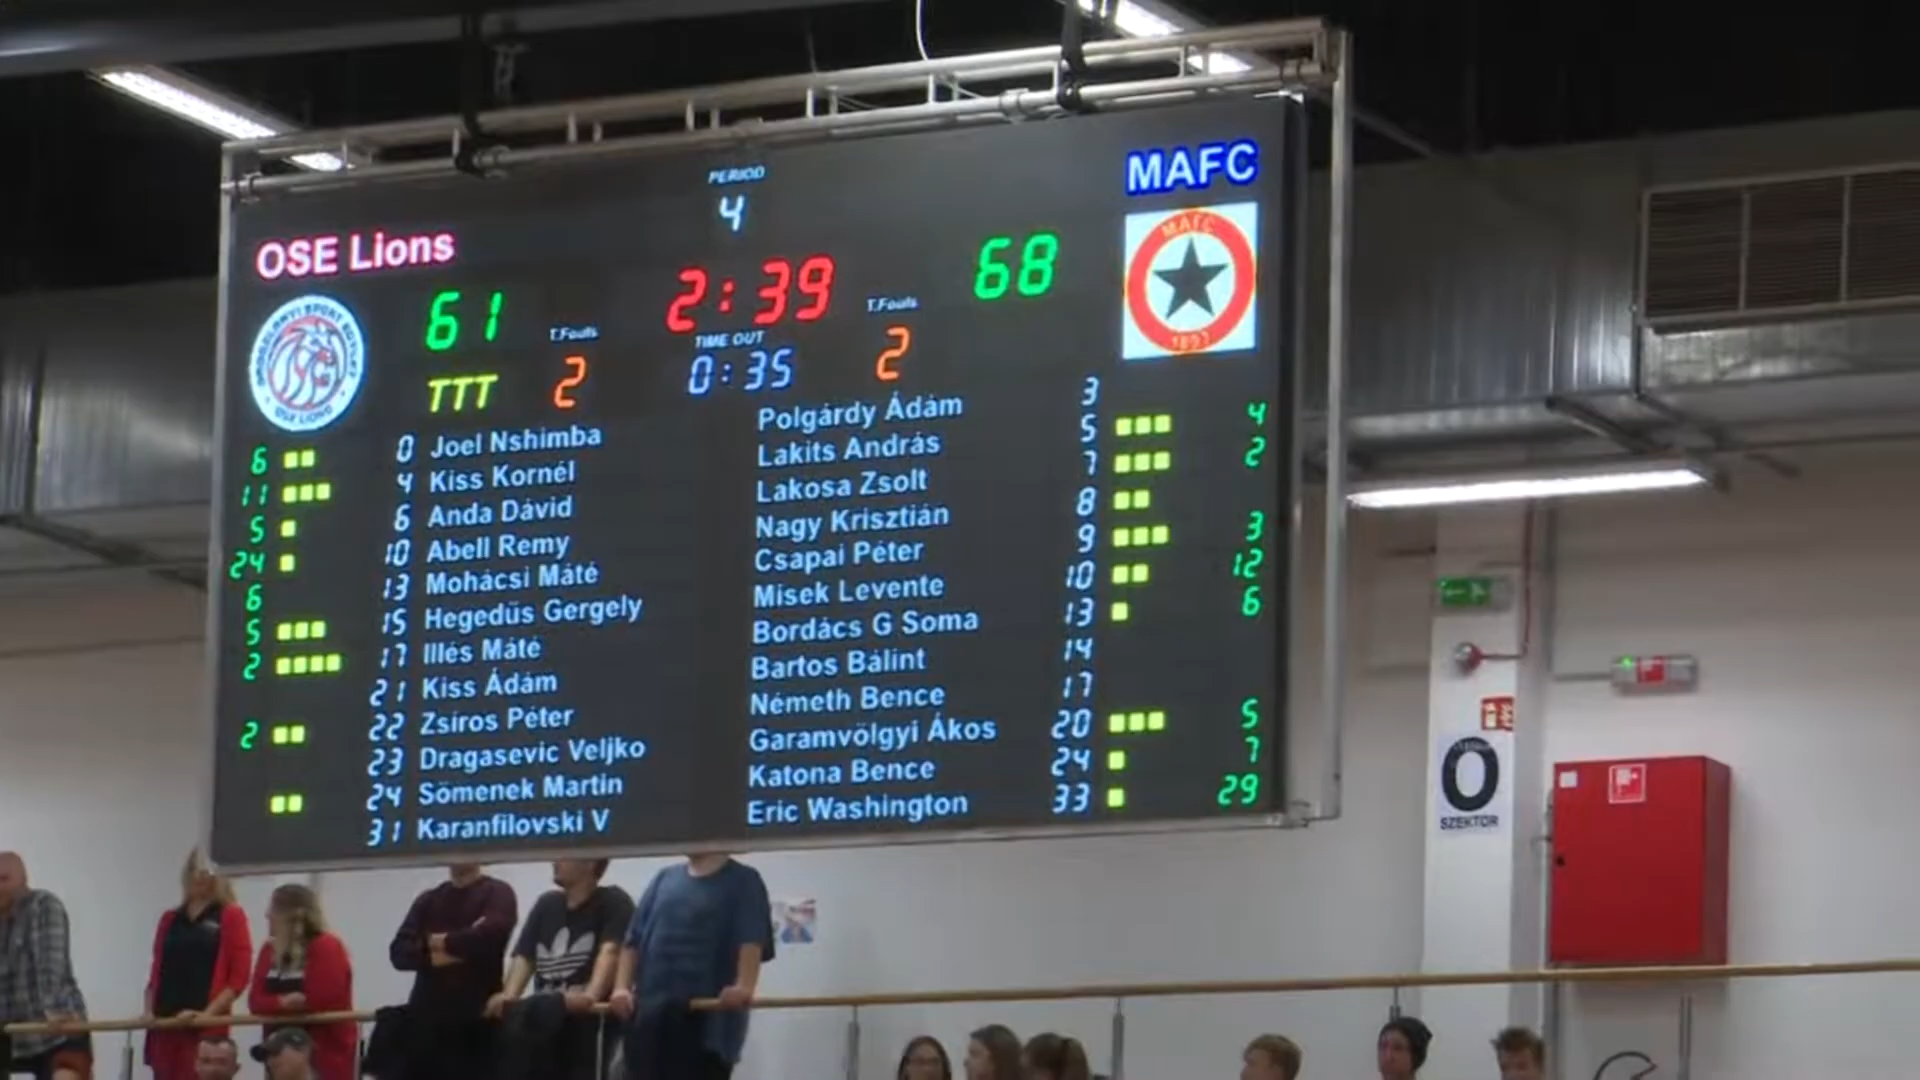 PERIOD
4
MAFC
OSE Lions
MAFC
1897
61
2:39
68
T.Fouls
T.Fouls
TTT
2
TIME OUT
0:35
2
OSE LIONS
6 0 Joel Nshimba
11 4 Kiss Kornél
5 6 Anda Dávid
24 10 Abell Remy
6 13 Mohácsi Máté
5 15 Hegedűs Gergely
2 17 Illés Máté
21 Kiss Ádám
2 22 Zsíros Péter
23 Dragasevic Veljko
24 Sömenek Martin
31 Karanfilovski V
Polgárdy Ádám 3
Lakits András 5 4
Lakosa Zsolt 7 2
Nagy Krisztián 8
Csapai Péter 9 3
Misek Levente 10 12
Bordács G Soma 13 6
Bartos Bálint 14
Németh Bence 17
Garamvölgyi Ákos 20 5
Katona Bence 24 7
Eric Washington 33 29
O
SZEKTOR